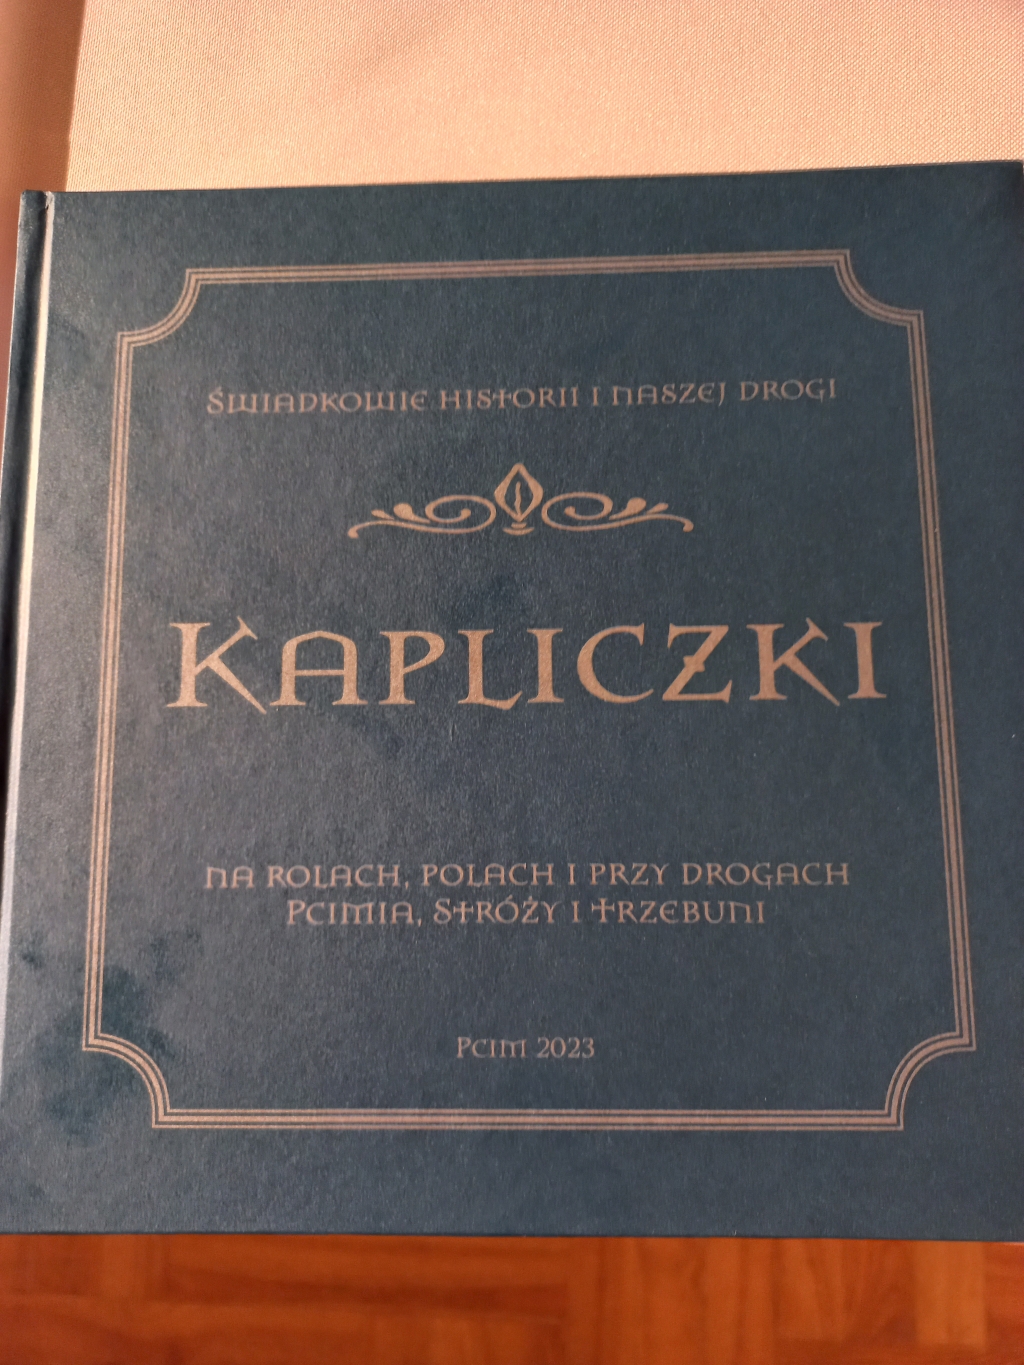 ŚWIADKOWIE HISTORII I NASZEJ DROGI
KAPLICZKI
NA ROLACH, POLACH I PRZY DROGACH
PCIMIA, STRÓŻY I TRZEBUNI
PCIM 2023